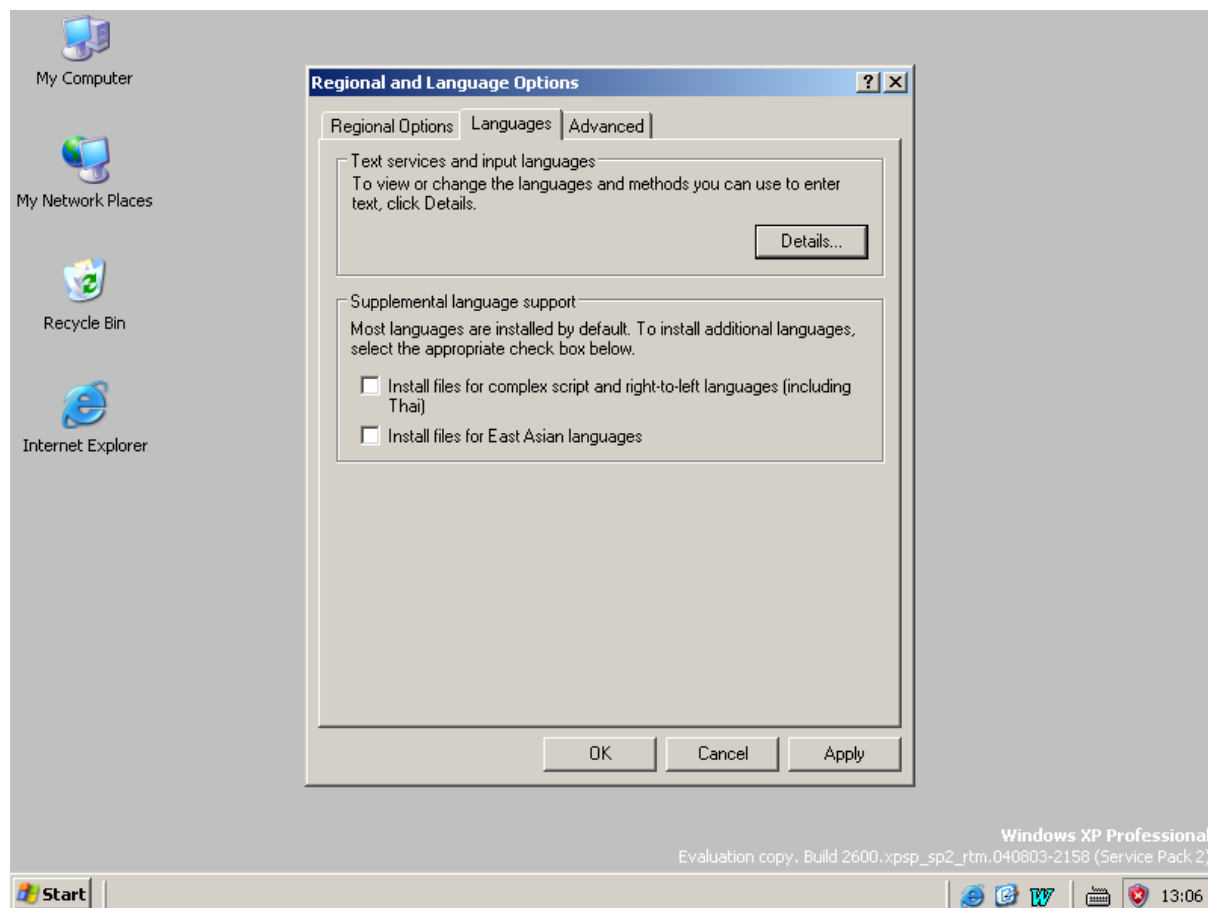 My Computer
My Network Places
Recycle Bin
Internet Explorer
Regional and Language Options
Regional Options Languages Advanced
Text services and input languages
To view or change the languages and methods you can use to enter
text, click Details.
Details...
Supplemental language support
Most languages are installed by default. To install additional languages,
select the appropriate check box below.
Install files for complex script and right-to-left languages (including
Thai)
Install files for East Asian languages
OK Cancel Apply
Windows XP Professional
Evaluation copy. Build 2600.xpsp_sp2_rtm.040803-2158 (Service Pack 2)
Start 13:06